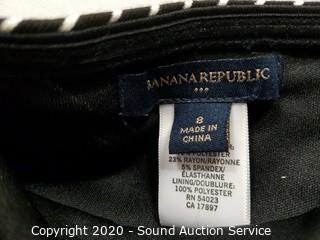 BANANA REPUBLIC
8
MADE IN
CHINA
POLYESTER
23% RAYON/RAYONNE
5% SPANDEX/
ELASTHANNE
LINING/DOUBLURE:
100% POLYESTER
RN 54023
CA 17897
Copyright 2020 - Sound Auction Service